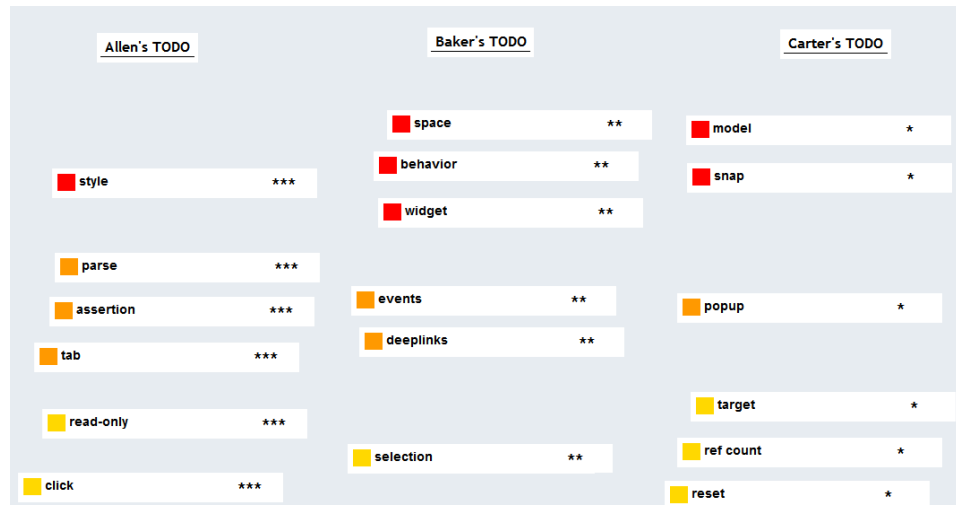 Allen's TODO
style ***
parse ***
assertion ***
tab ***
read-only ***
click ***
Baker's TODO
space **
behavior **
widget **
events **
deeplinks **
selection **
Carter's TODO
model *
snap *
popup *
target *
ref count *
reset *